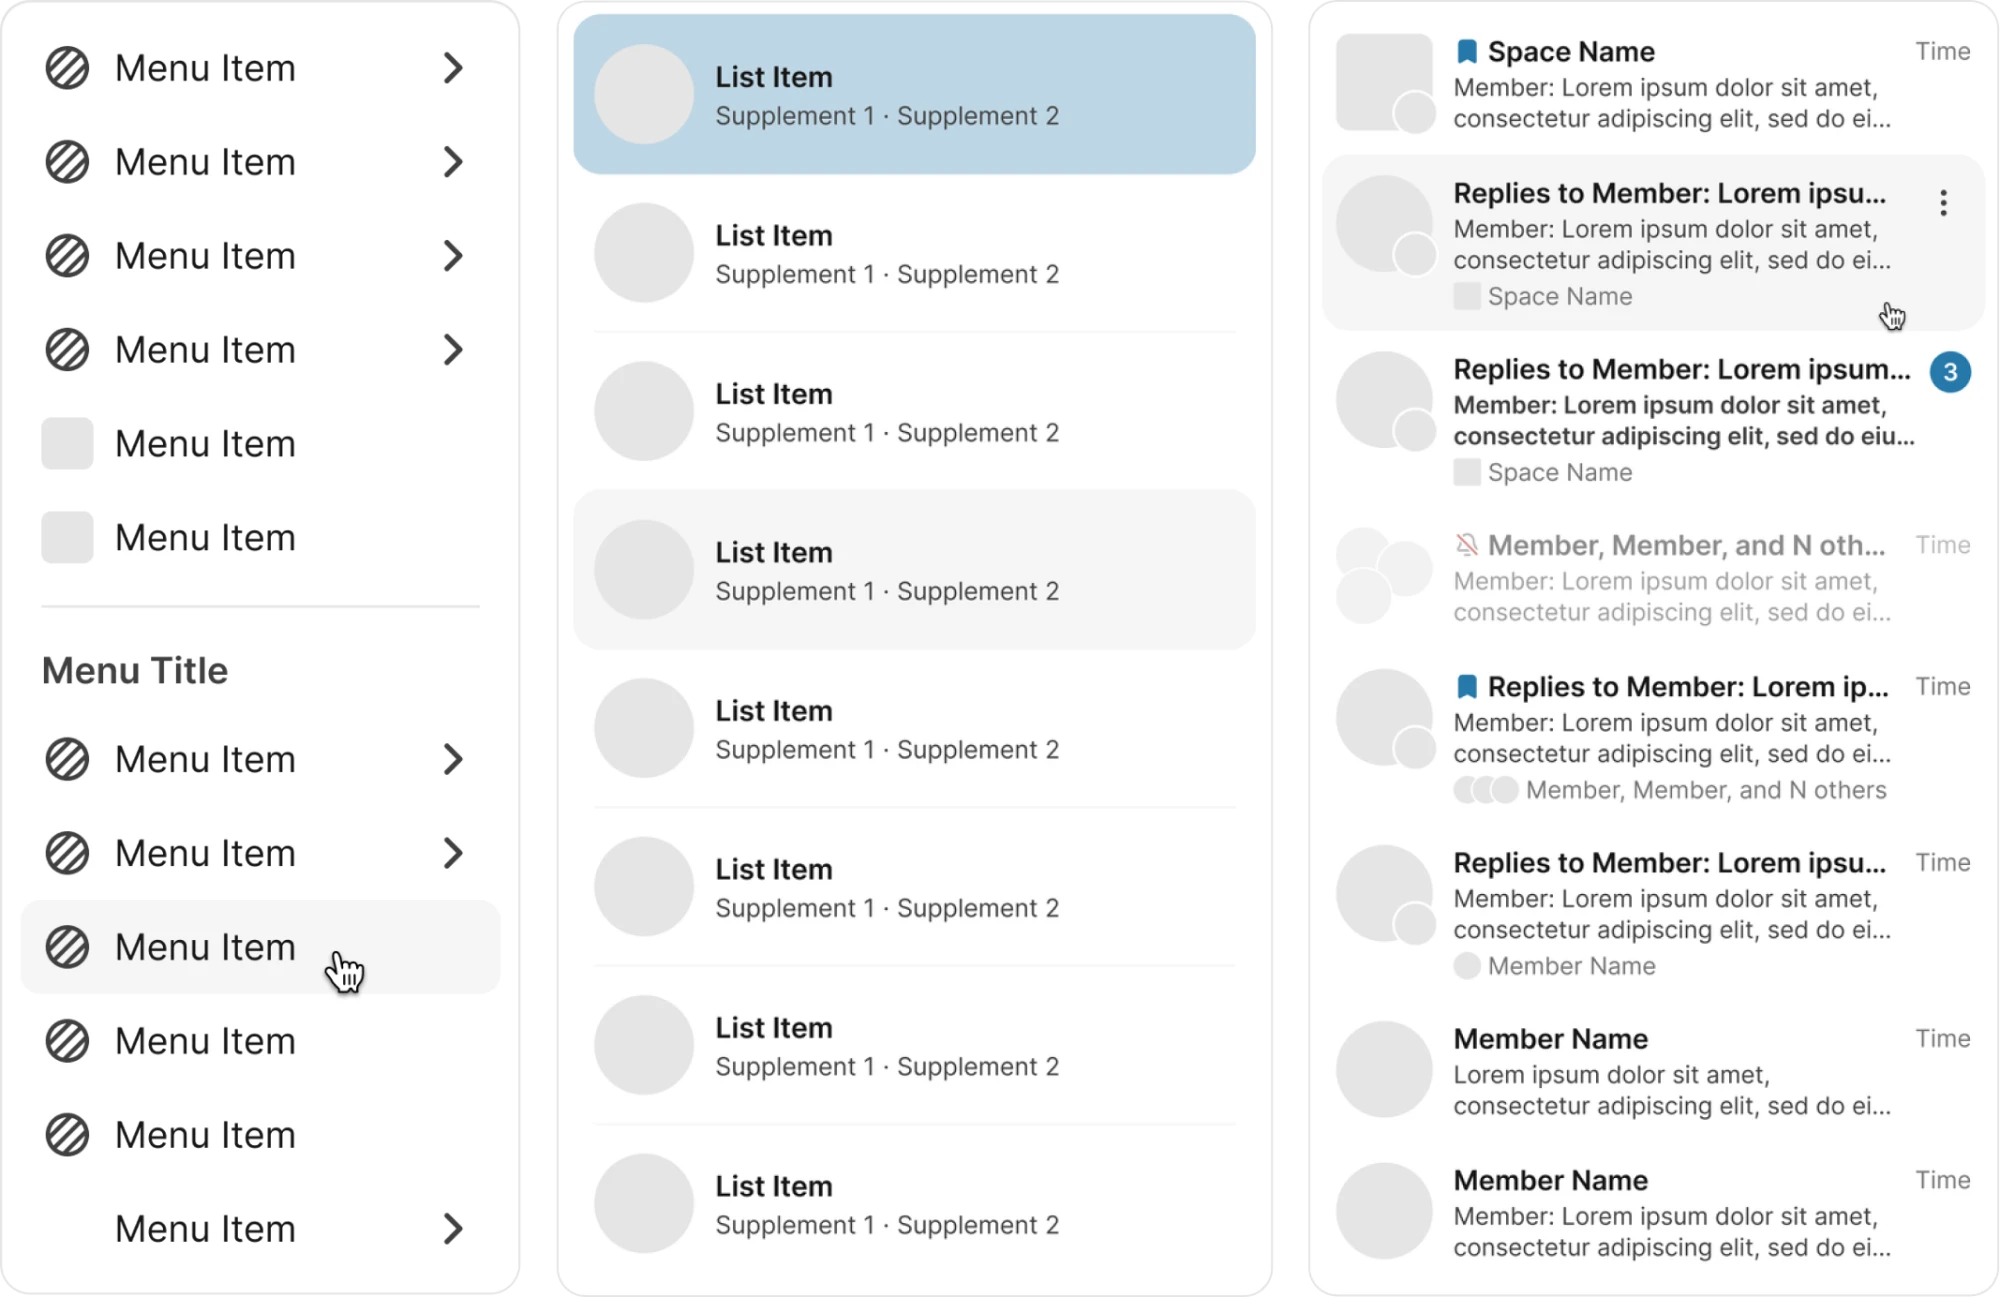 Menu Item
Menu Item
Menu Item
Menu Item
Menu Item
Menu Item
Menu Title
Menu Item
Menu Item
Menu Item
Menu Item
Menu Item
Menu Item
List Item
Supplement 1 · Supplement 2
List Item
Supplement 1 · Supplement 2
List Item
Supplement 1 · Supplement 2
List Item
Supplement 1 · Supplement 2
List Item
Supplement 1 · Supplement 2
List Item
Supplement 1 · Supplement 2
List Item
Supplement 1 · Supplement 2
List Item
Supplement 1 · Supplement 2
Space Name Time
Member: Lorem ipsum dolor sit amet,
consectetur adipiscing elit, sed do ei...
Replies to Member: Lorem ipsu...
Member: Lorem ipsum dolor sit amet,
consectetur adipiscing elit, sed do ei...
Space Name
Replies to Member: Lorem ipsum... 3
Member: Lorem ipsum dolor sit amet,
consectetur adipiscing elit, sed do eiu...
Space Name
Member, Member, and N oth... Time
Member: Lorem ipsum dolor sit amet,
consectetur adipiscing elit, sed do ei...
Replies to Member: Lorem ip... Time
Member: Lorem ipsum dolor sit amet,
consectetur adipiscing elit, sed do ei...
Member, Member, and N others
Replies to Member: Lorem ipsu... Time
Member: Lorem ipsum dolor sit amet,
consectetur adipiscing elit, sed do ei...
Member Name
Member Name Time
Lorem ipsum dolor sit amet,
consectetur adipiscing elit, sed do ei...
Member Name Time
Member: Lorem ipsum dolor sit amet,
consectetur adipiscing elit, sed do ei...